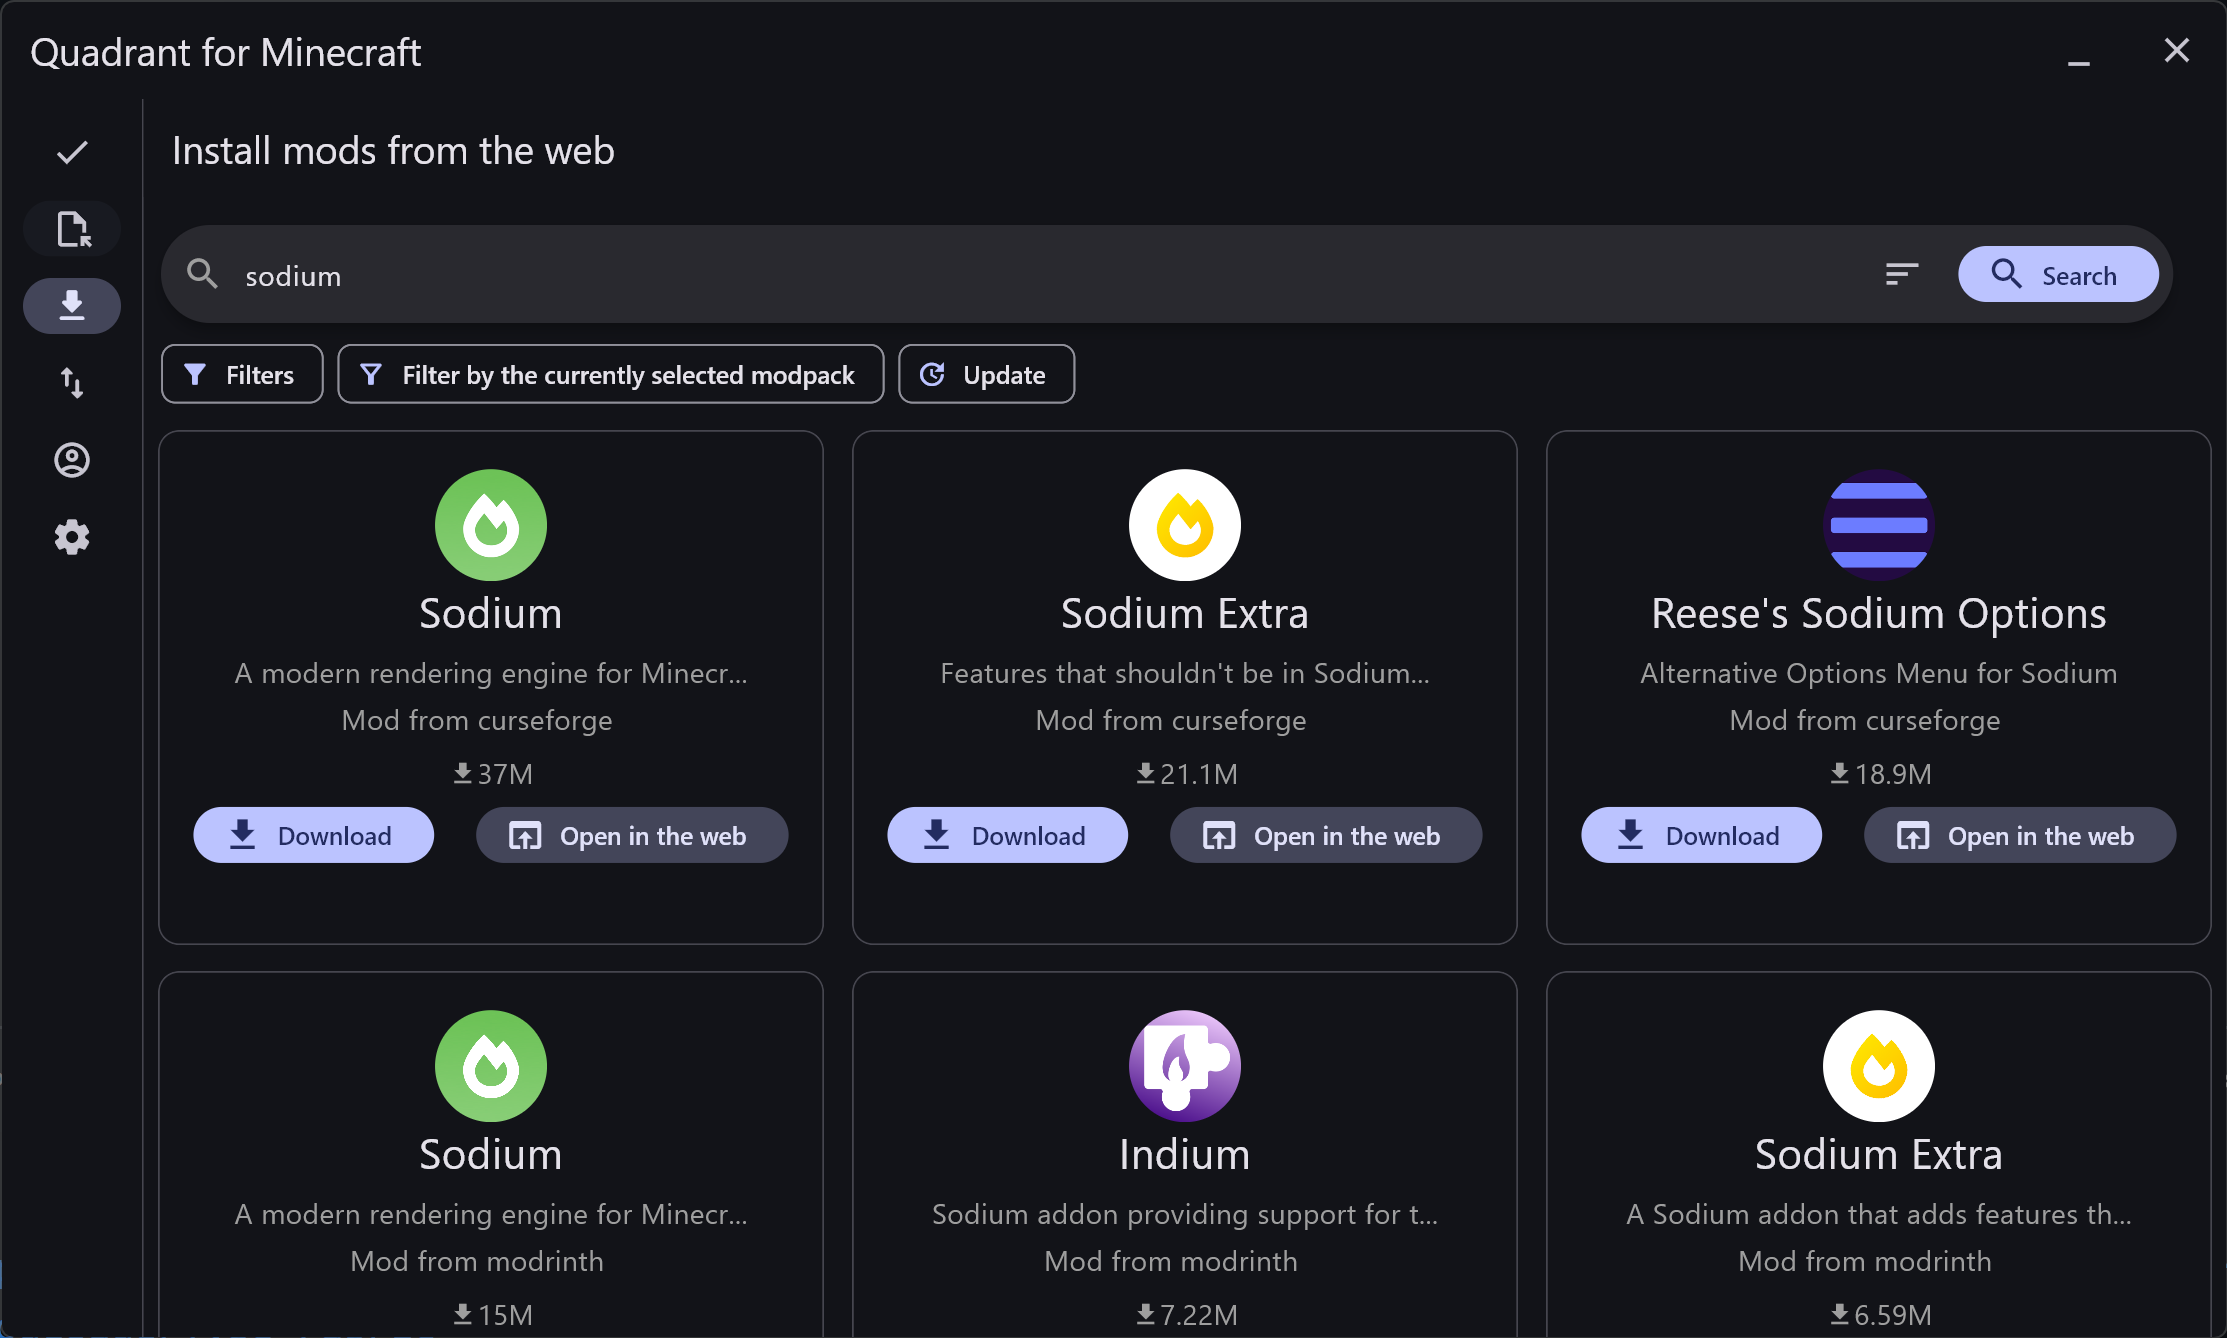 Quadrant for Minecraft
Install mods from the web
sodium
Search
Filters
Filter by the currently selected modpack
Update
Sodium
A modern rendering engine for Minecr...
Mod from curseforge
37M
Download
Open in the web
Sodium Extra
Features that shouldn't be in Sodium...
Mod from curseforge
21.1M
Download
Open in the web
Reese's Sodium Options
Alternative Options Menu for Sodium
Mod from curseforge
18.9M
Download
Open in the web
Sodium
A modern rendering engine for Minecr...
Mod from modrinth
15M
Indium
Sodium addon providing support for t...
Mod from modrinth
7.22M
Sodium Extra
A Sodium addon that adds features th...
Mod from modrinth
6.59M